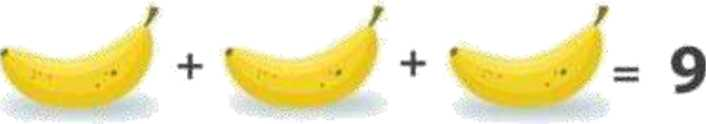 + + = 9